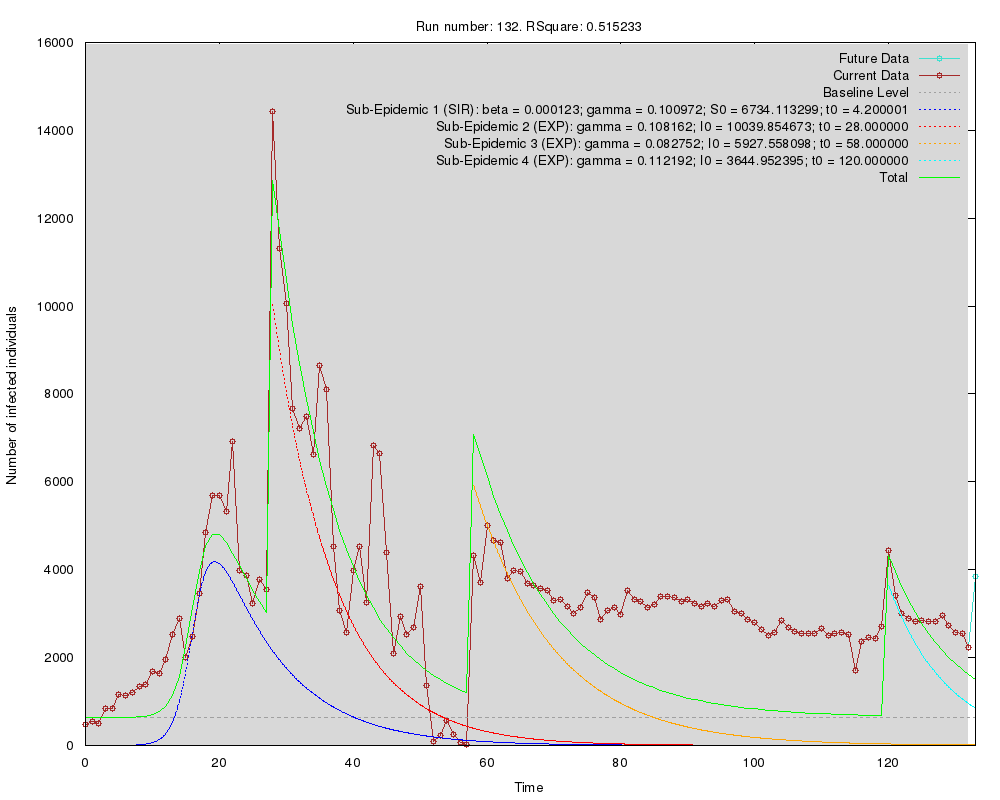 Run number: 132. RSquare: 0.515233
16000
14000
12000
10000
8000
6000
4000
2000
0
Number of infected individuals
Future Data
Current Data
Baseline Level
Sub-Epidemic 1 (SIR): beta = 0.000123; gamma = 0.100972; S0 = 6734.113299; t0 = 4.200001
Sub-Epidemic 2 (EXP): gamma = 0.108162; I0 = 10039.854673; t0 = 28.000000
Sub-Epidemic 3 (EXP): gamma = 0.082752; I0 = 5927.558098; t0 = 58.000000
Sub-Epidemic 4 (EXP): gamma = 0.112192; I0 = 3644.952395; t0 = 120.000000
Total
0 20 40 60 80 100 120
Time